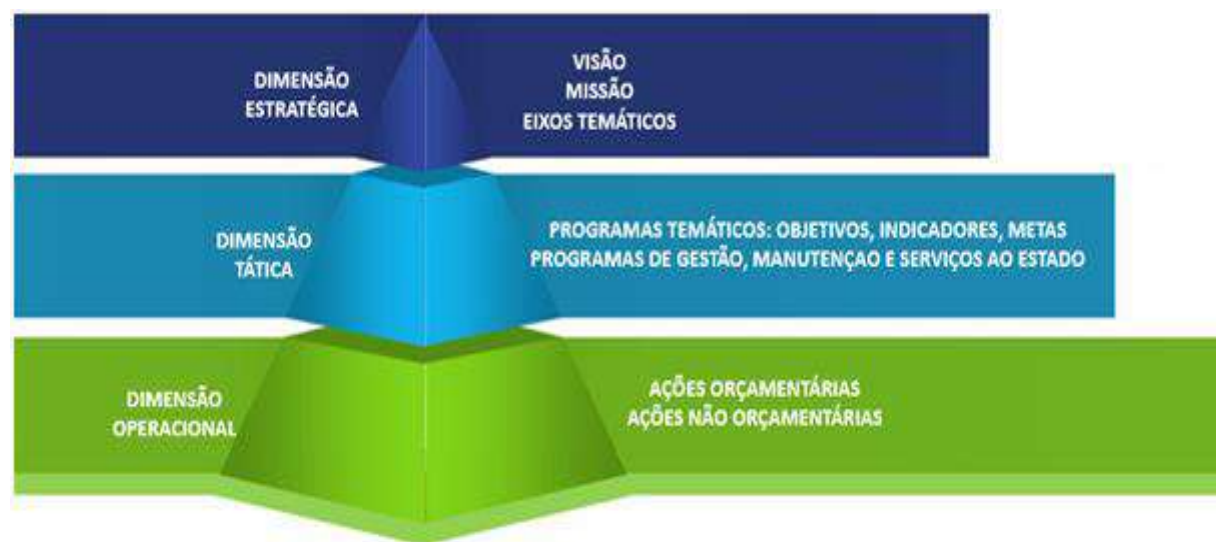 DIMENSÃO
ESTRATÉGICA
VISÃO
MISSÃO
EIXOS TEMÁTICOS
DIMENSÃO
TÁTICA
PROGRAMAS TEMÁTICOS: OBJETIVOS, INDICADORES, METAS
PROGRAMAS DE GESTÃO, MANUTENÇAO E SERVIÇOS AO ESTADO
DIMENSÃO
OPERACIONAL
AÇÕES ORÇAMENTÁRIAS
AÇÕES NÃO ORÇAMENTÁRIAS